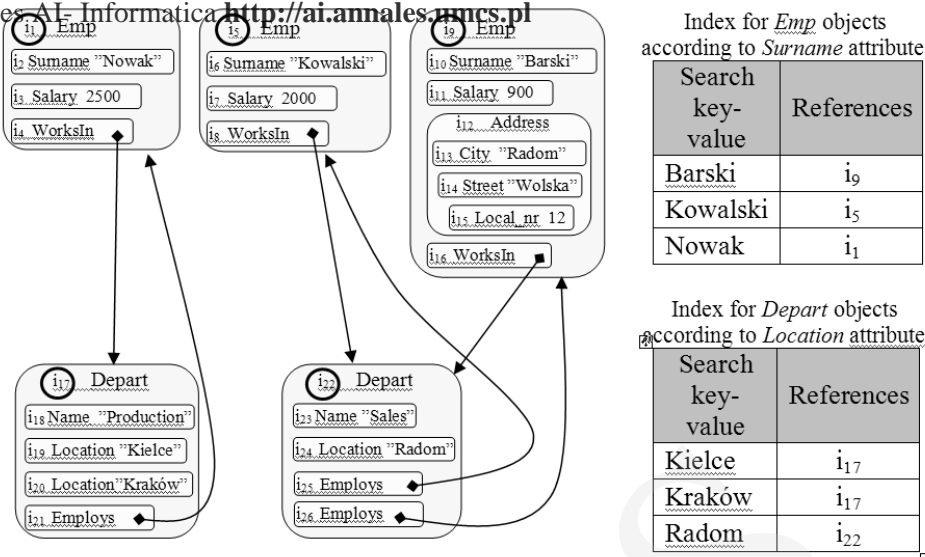 es AI- Informatica http://ai.annales.umcs.pl
i1 Emp
i2 Surname ”Nowak”
i3 Salary 2500
i4 WorksIn
i5 Emp
i6 Surname ”Kowalski”
i7 Salary 2000
i8 WorksIn
i9 Emp
i10 Surname ”Barski”
i11 Salary 900
i12 Address
i13 City ”Radom”
i14 Street ”Wolska”
i15 Local_nr 12
i16 WorksIn
i17 Depart
i18 Name ”Production”
i19 Location ”Kielce”
i20 Location”Kraków”
i21 Employs
i22 Depart
i23 Name ”Sales”
i24 Location ”Radom”
i25 Employs
i26 Employs
Index for Emp objects
according to Surname attribute
Search
key-
value
References
Barski i9
Kowalski i5
Nowak i1
Index for Depart objects
according to Location attribute
Search
key-
value
References
Kielce i17
Kraków i17
Radom i22